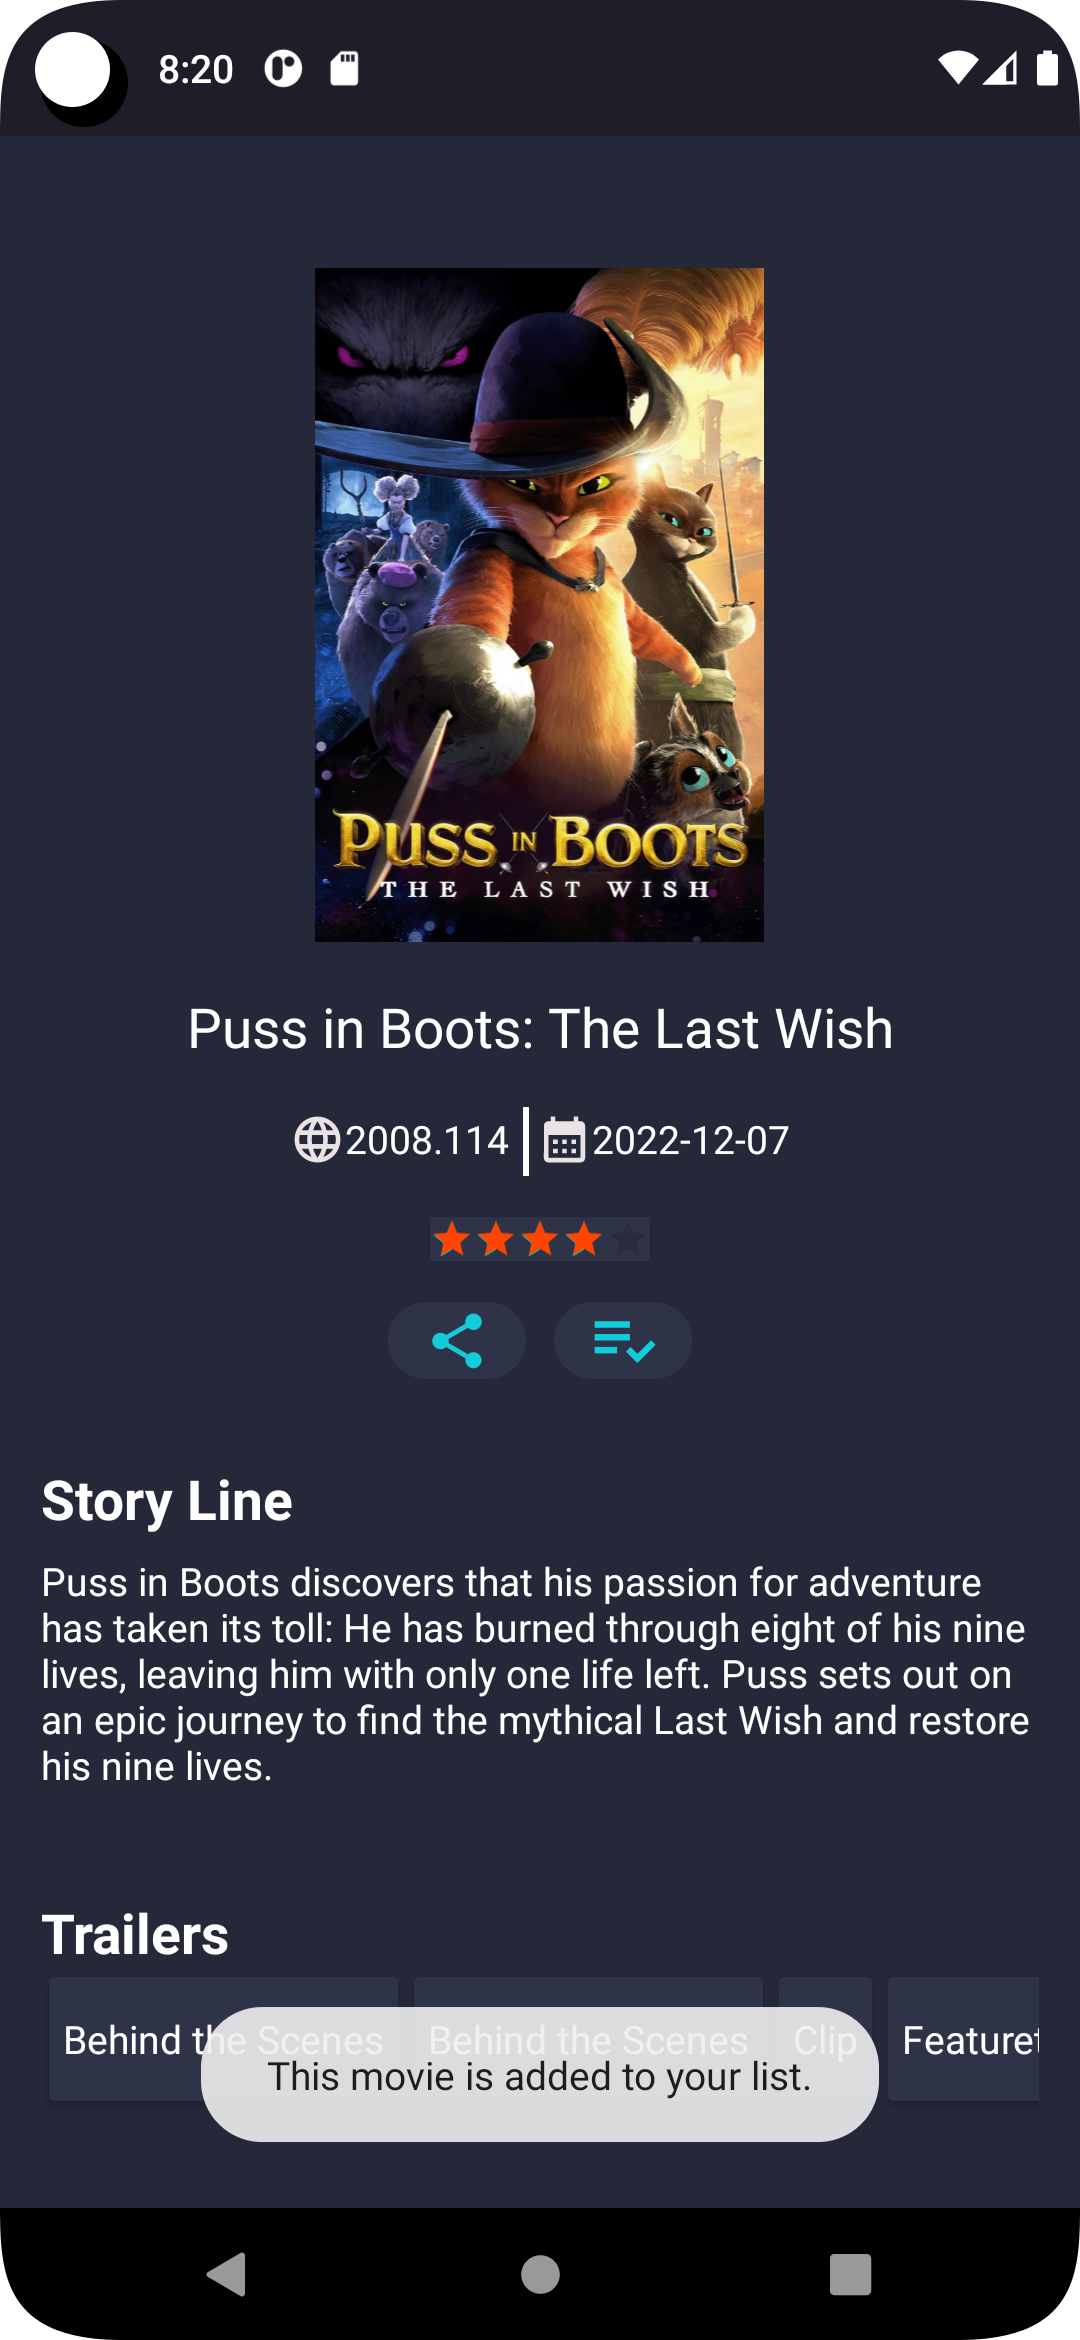 8:20
PUSS IN BOOTS
THE LAST WISH
Puss in Boots: The Last Wish
2008.114
2022-12-07
Story Line
Puss in Boots discovers that his passion for adventure
has taken its toll: He has burned through eight of his nine
lives, leaving him with only one life left. Puss sets out on
an epic journey to find the mythical Last Wish and restore
his nine lives.
Trailers
Behind the Scenes
Behind the Scenes
Clip
Featuret
This movie is added to your list.